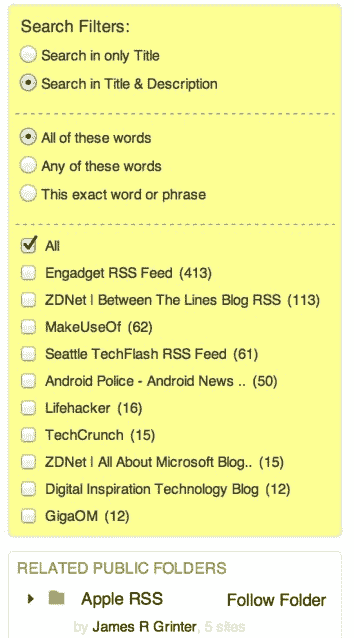 Search Filters:
Search in only Title
Search in Title & Description
All of these words
Any of these words
This exact word or phrase
All
Engadget RSS Feed (413)
ZDNet | Between The Lines Blog RSS (113)
MakeUseOf (62)
Seattle TechFlash RSS Feed (61)
Android Police - Android News .. (50)
Lifehacker (16)
TechCrunch (15)
ZDNet | All About Microsoft Blog.. (15)
Digital Inspiration Technology Blog (12)
GigaOM (12)
RELATED PUBLIC FOLDERS
Apple RSS Follow Folder
by James R Grinter, 5 sites